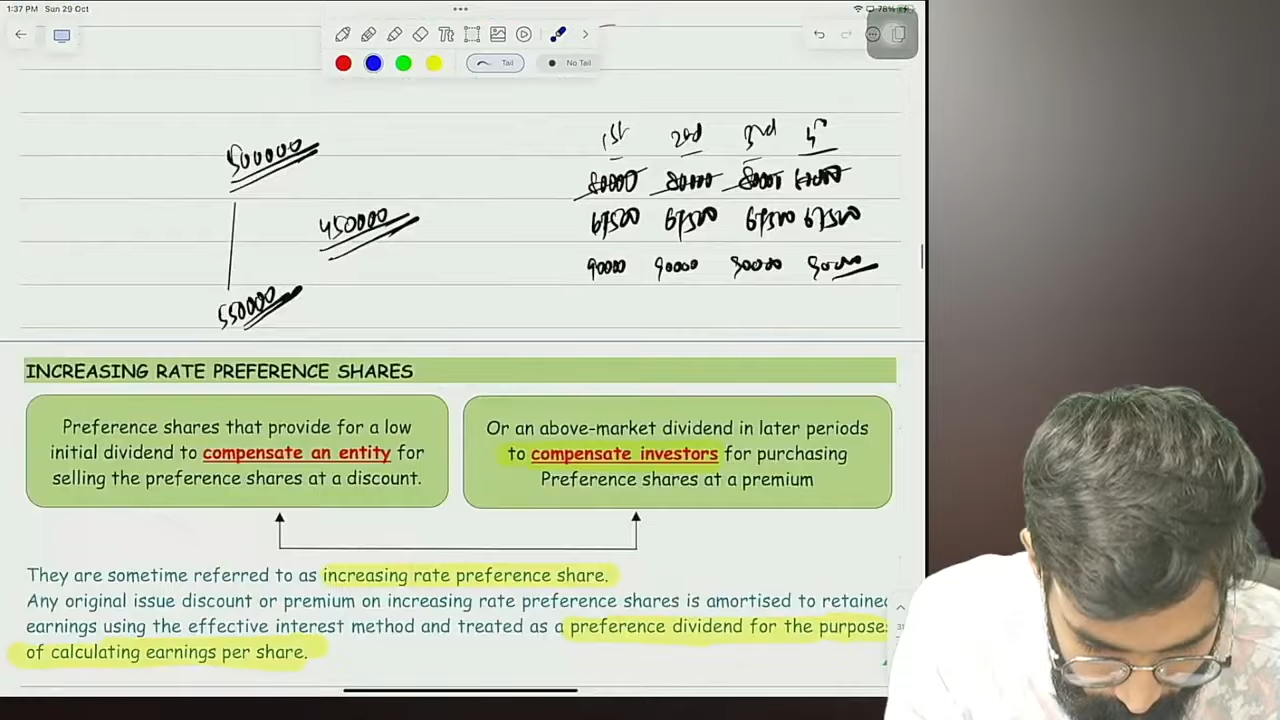 1:37 PM Sun 29 Oct
78%
Tail
No Tail
1st 2nd 3rd
500000
80000 80000 80000
450000
67500 67500 67500 67500
90000 90000 90000 90000
550000
INCREASING RATE PREFERENCE SHARES
Preference shares that provide for a low
initial dividend to compensate an entity for
selling the preference shares at a discount.
Or an above-market dividend in later periods
to compensate investors for purchasing
Preference shares at a premium
They are sometime referred to as increasing rate preference share.
Any original issue discount or premium on increasing rate preference shares is amortised to retained
earnings using the effective interest method and treated as a preference dividend for the purposes
of calculating earnings per share.